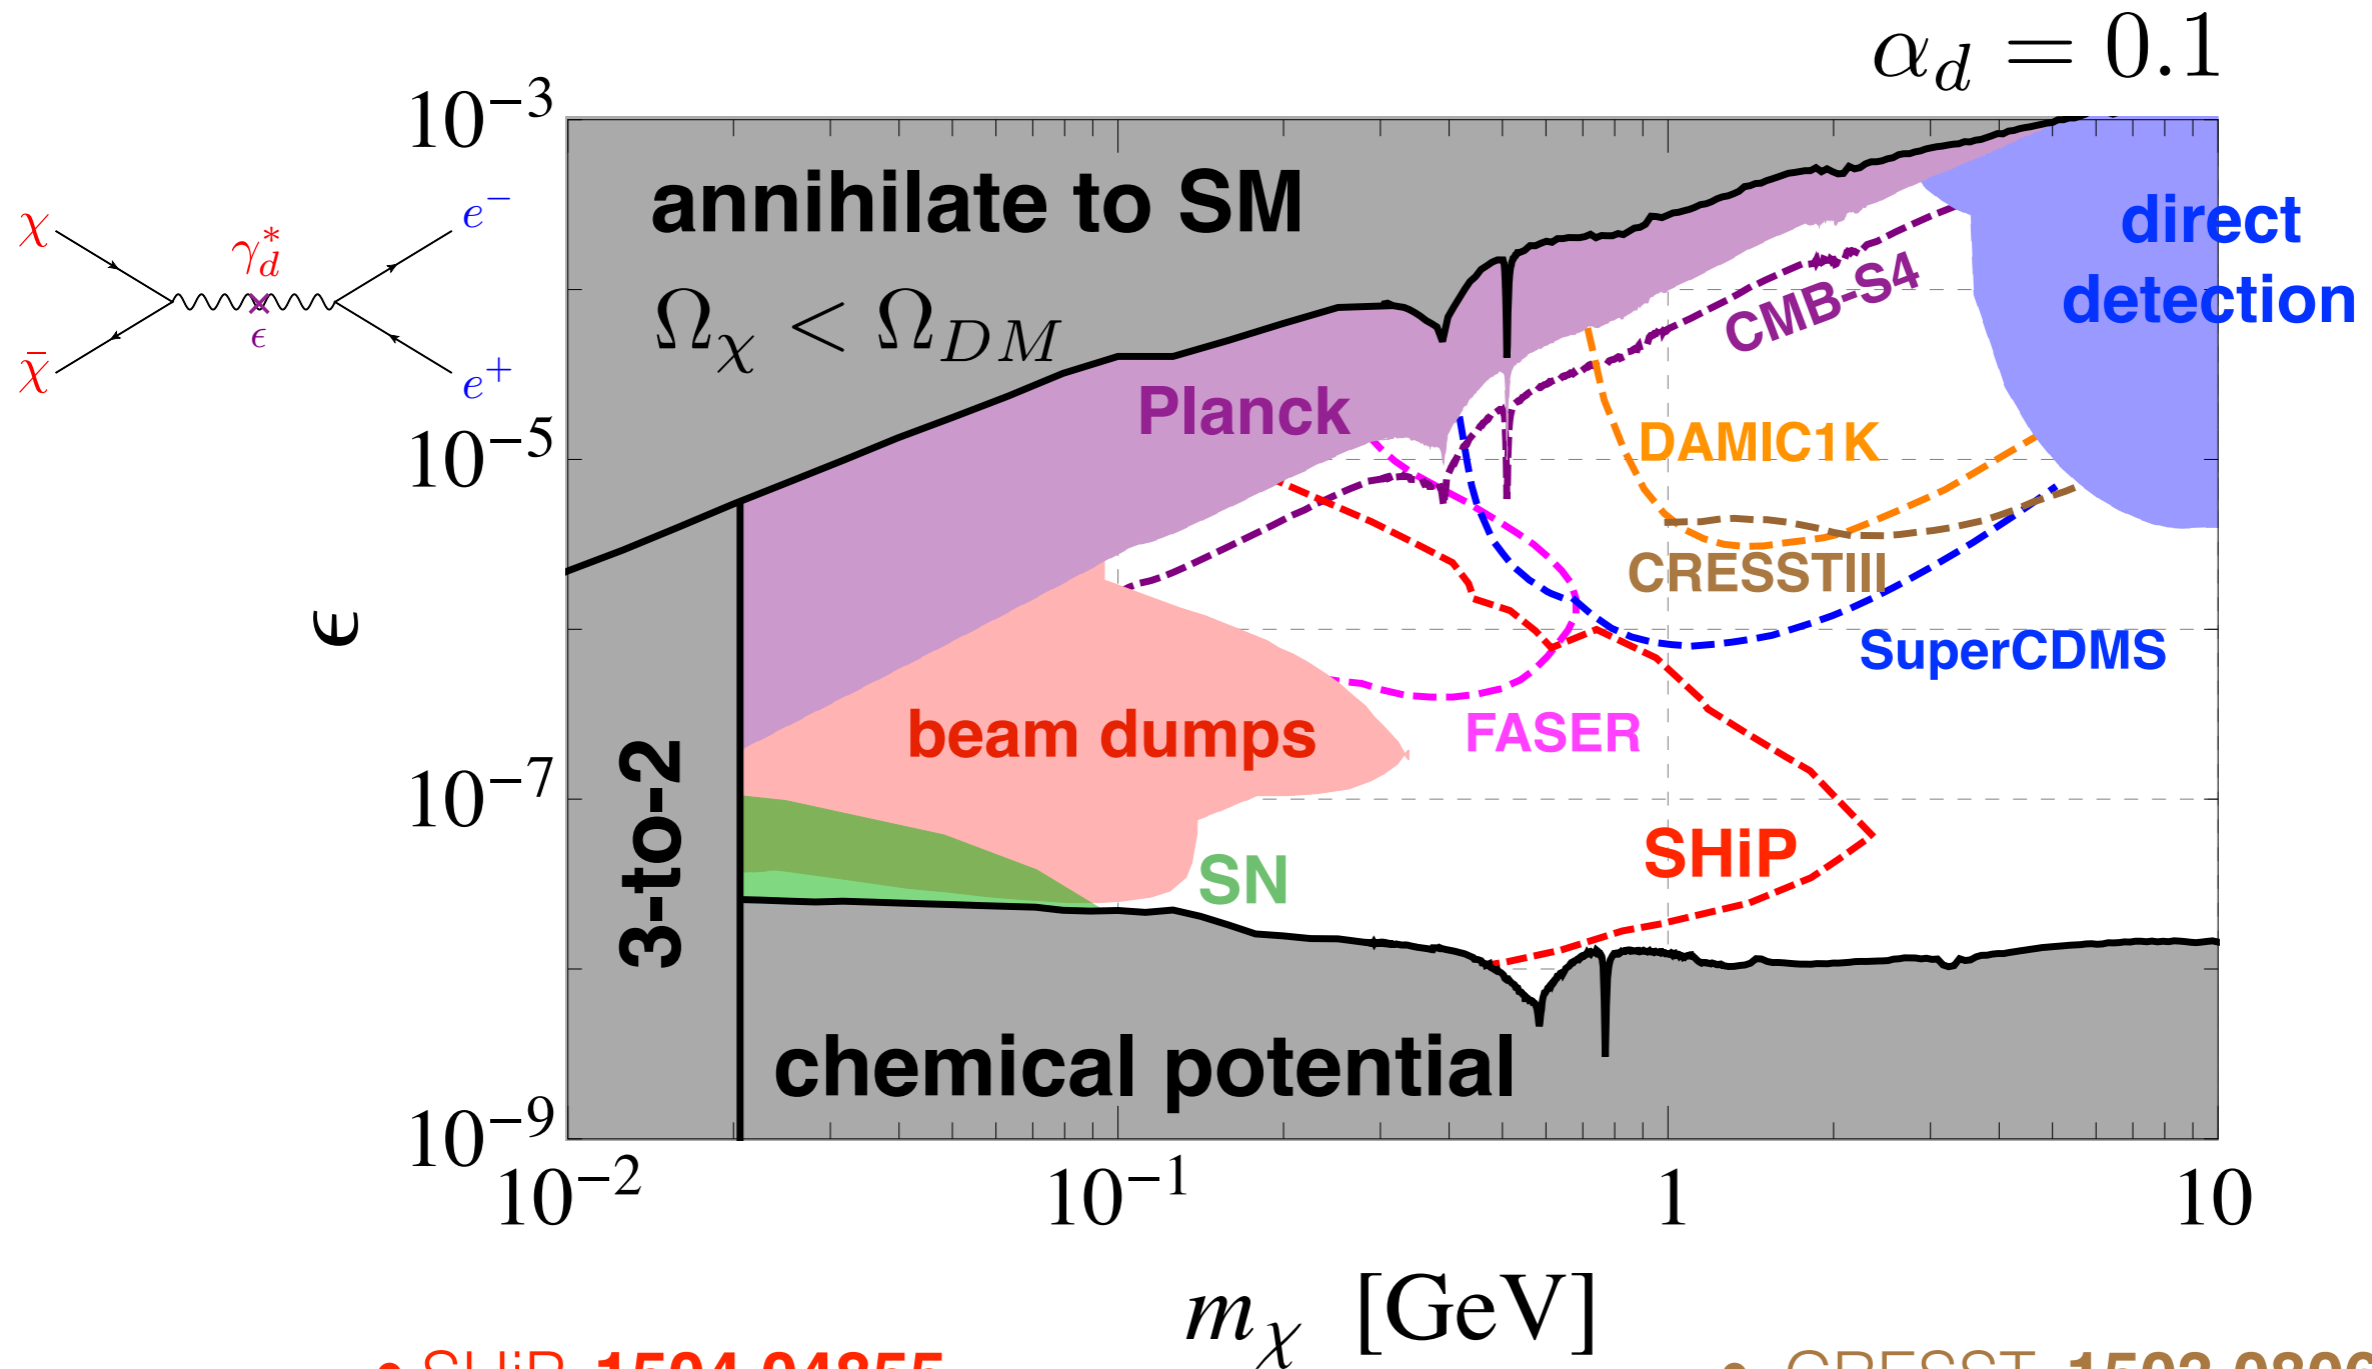 α_d = 0.1
10⁻³
annihilate to SM
Ω_χ < Ω_DM
χ
γ_d^*
e⁻
ϵ
χ̄
e⁺
direct
detection
CMB-S4
Planck
10⁻⁵
DAMIC1K
CRESSTIII
ϵ
SuperCDMS
beam dumps
FASER
10⁻⁷
3-to-2
SN
SHiP
chemical potential
10⁻⁹
10⁻² 10⁻¹ 1 10
m_χ [GeV]